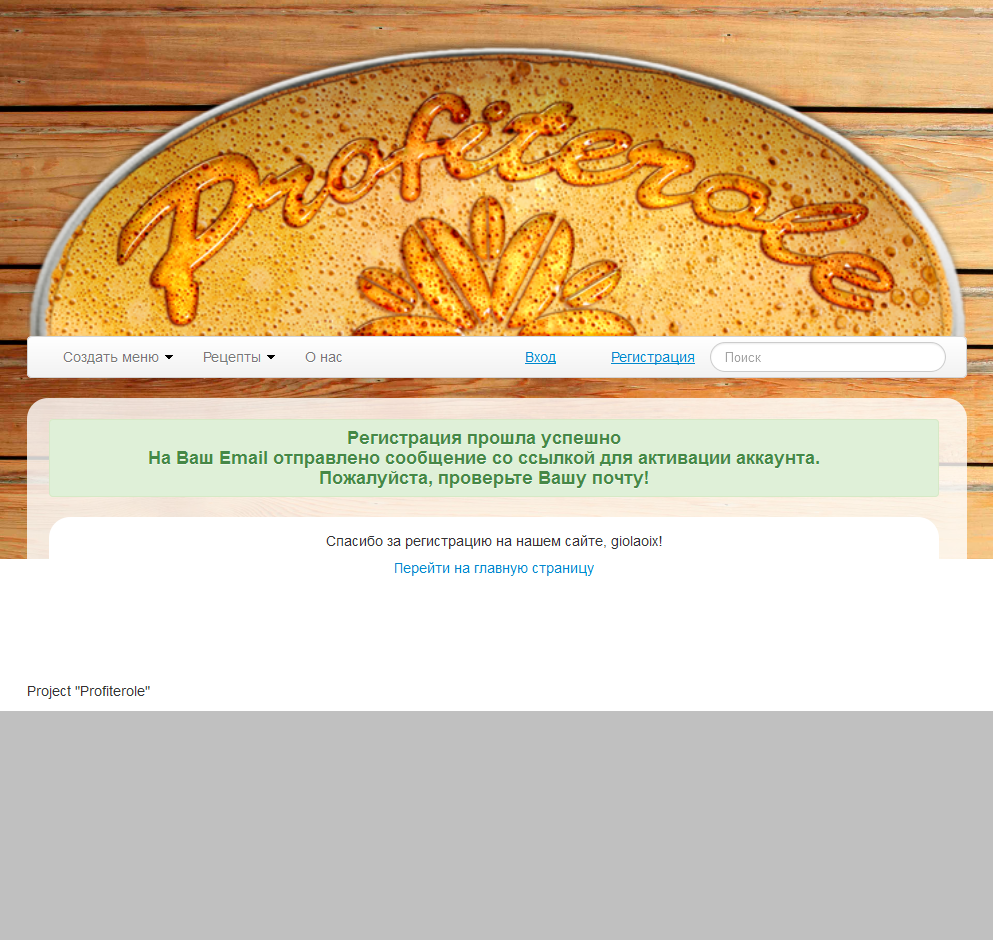 Profiterole
Создать меню Рецепты О нас Вход Регистрация Поиск
Регистрация прошла успешно
На Ваш Email отправлено сообщение со ссылкой для активации аккаунта.
Пожалуйста, проверьте Вашу почту!
Спасибо за регистрацию на нашем сайте, giolaoix!
Перейти на главную страницу
Project "Profiterole"